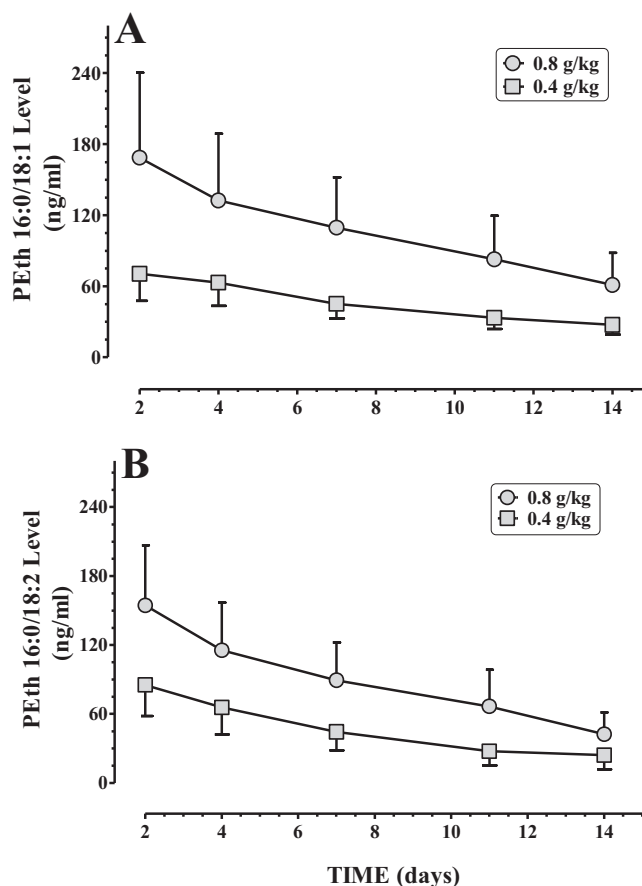 A
0.8 g/kg
0.4 g/kg
PEth 16:0/18:1 Level
(ng/ml)
240
180
120
60
0
2 4 6 8 10 12 14
B
0.8 g/kg
0.4 g/kg
PEth 16:0/18:2 Level
(ng/ml)
240
180
120
60
0
2 4 6 8 10 12 14
TIME (days)